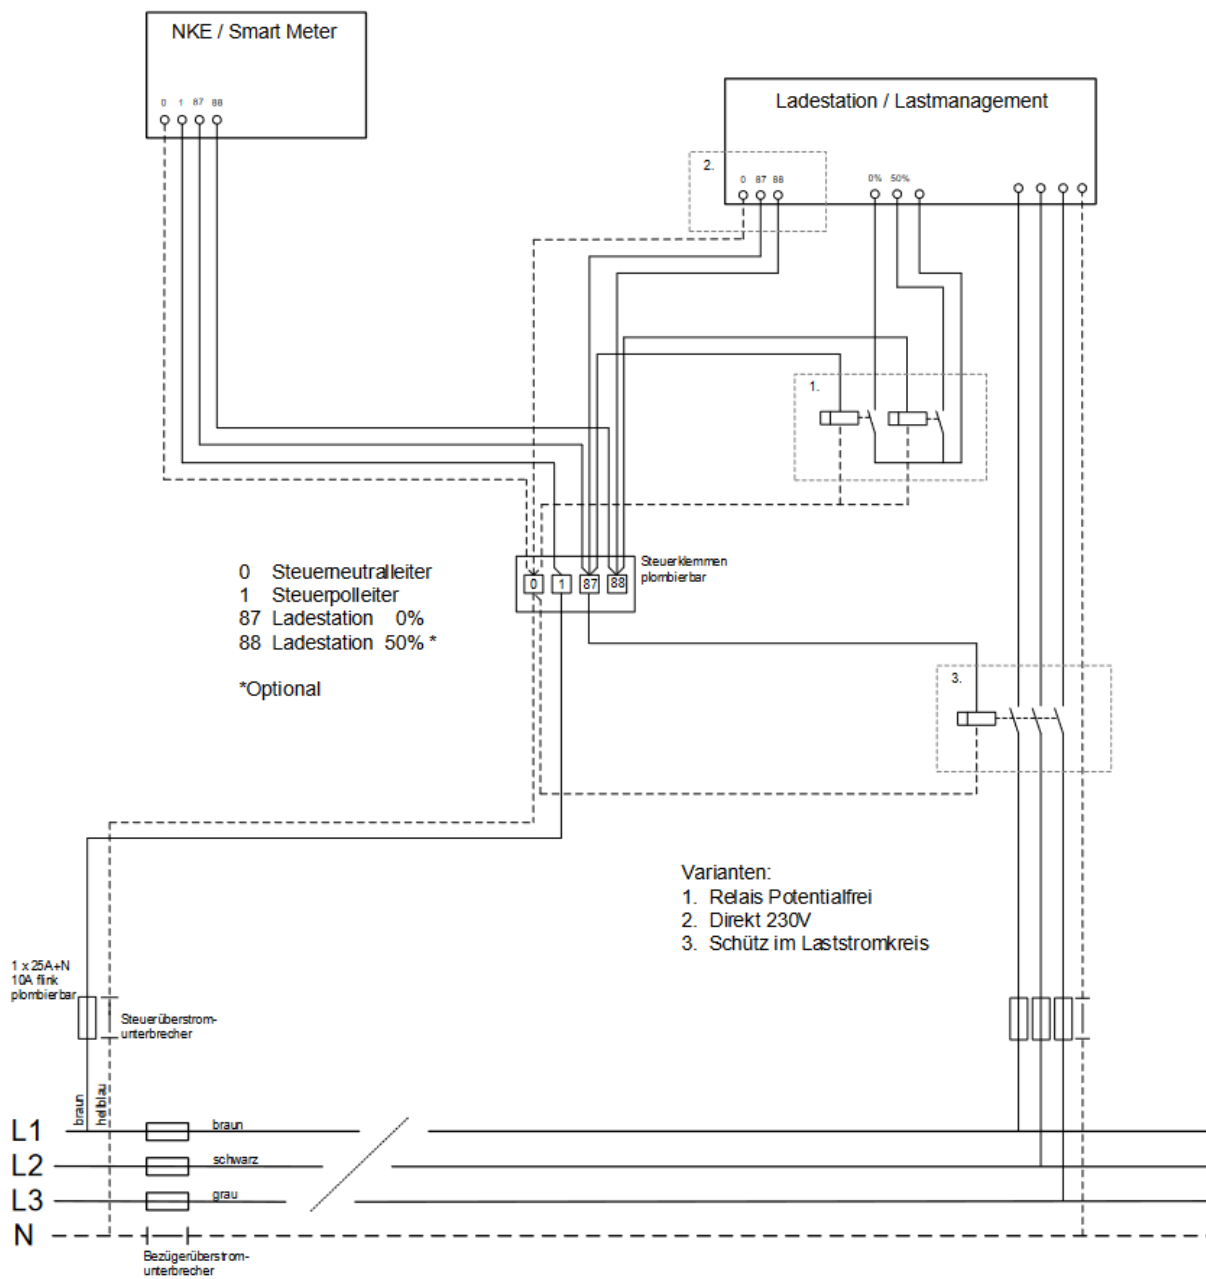 NKE / Smart Meter
0 1 87 88
Ladestation / Lastmanagement
2.
0 87 88
0% 50%
1.
Steuerklemmen
plombierbar
0 1 87 88
0 Steuerneutralleiter
1 Steuerpolleiter
87 Ladestation 0%
88 Ladestation 50% *
*Optional
3.
Varianten:
1. Relais Potentialfrei
2. Direkt 230V
3. Schütz im Laststromkreis
1 x 25A+N
10A flink
plombierbar
Steuerüberstrom-
unterbrecher
braun
hellblau
L1 braun
L2 schwarz
L3 grau
N
Bezügerüberstrom-
unterbrecher